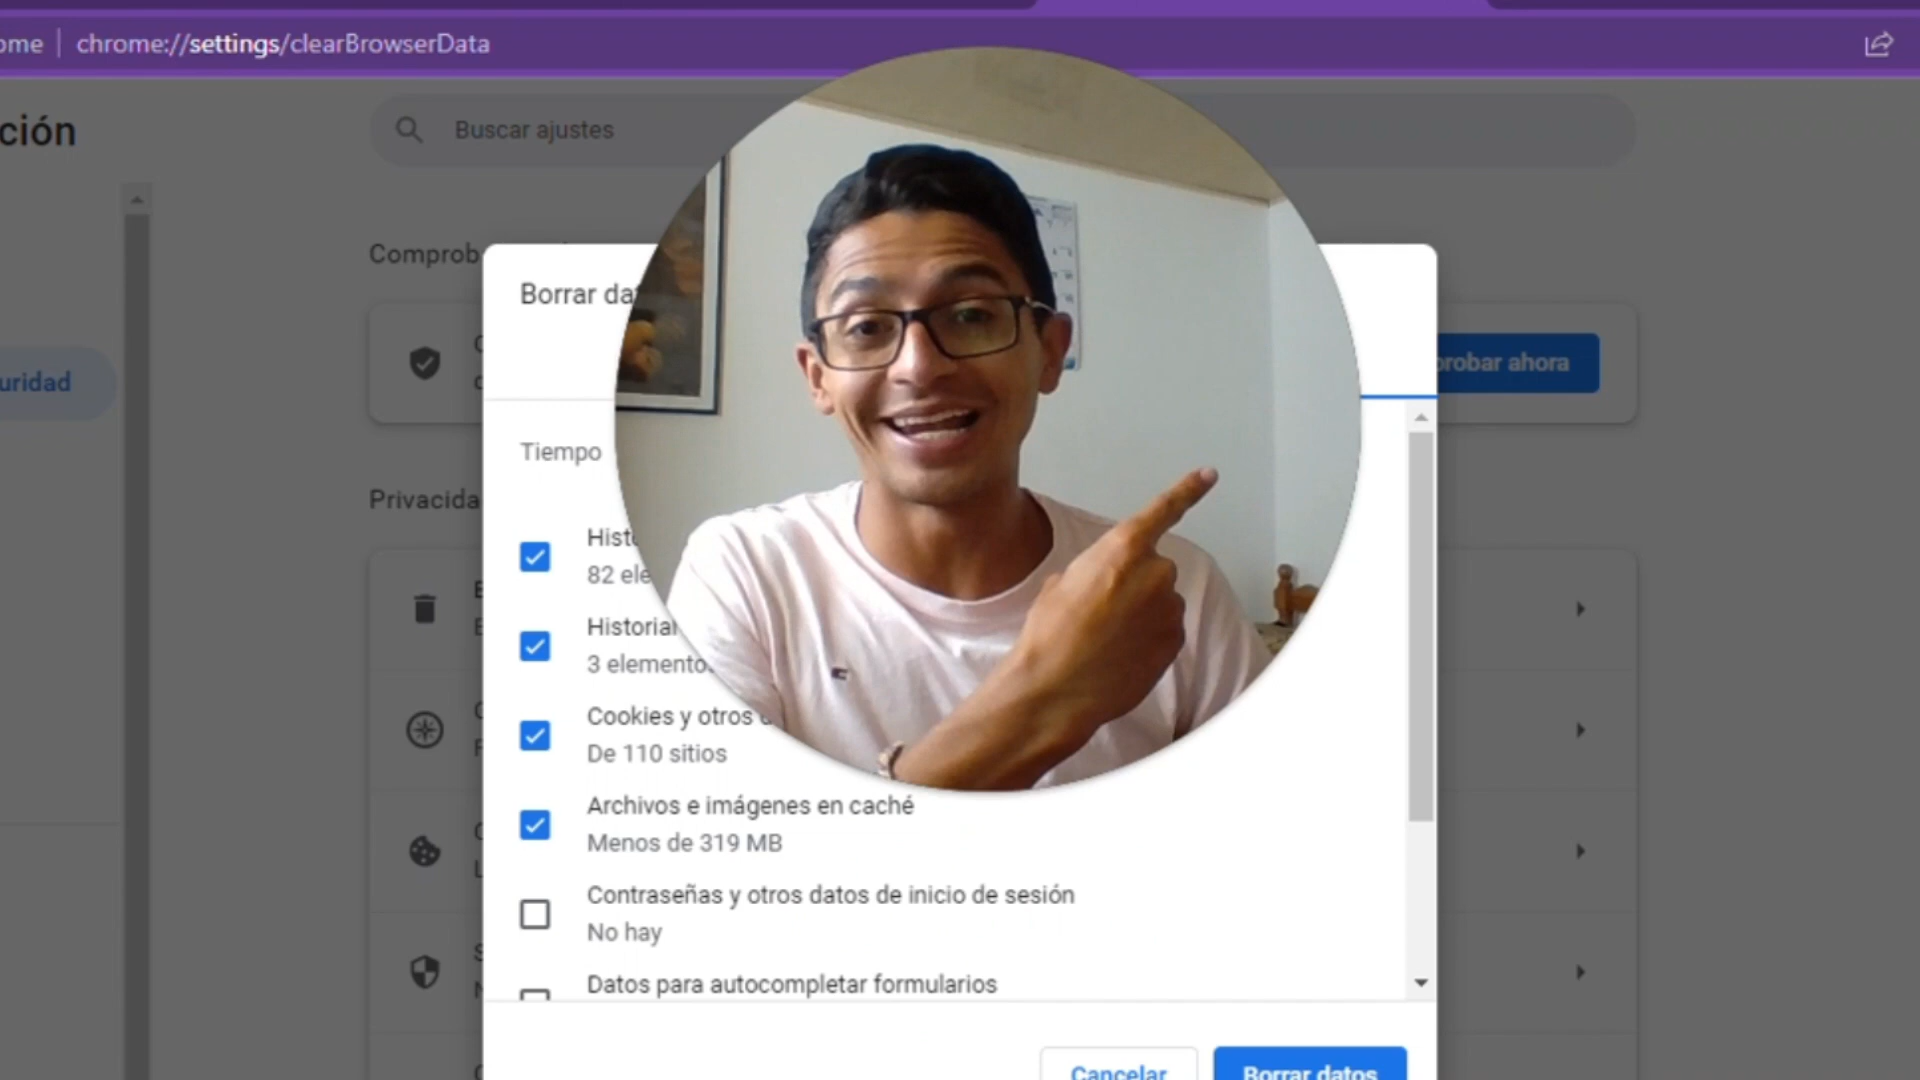 ome chrome://settings/clearBrowserData
ción
Buscar ajustes
Comprob
Borrar da
uridad
probar ahora
Tiempo
Privacida
Histo
82 ele
Historial
3 elemento
Cookies y otros d
De 110 sitios
Archivos e imágenes en caché
Menos de 319 MB
Contraseñas y otros datos de inicio de sesión
No hay
Datos para autocompletar formularios
Cancelar
Borrar datos